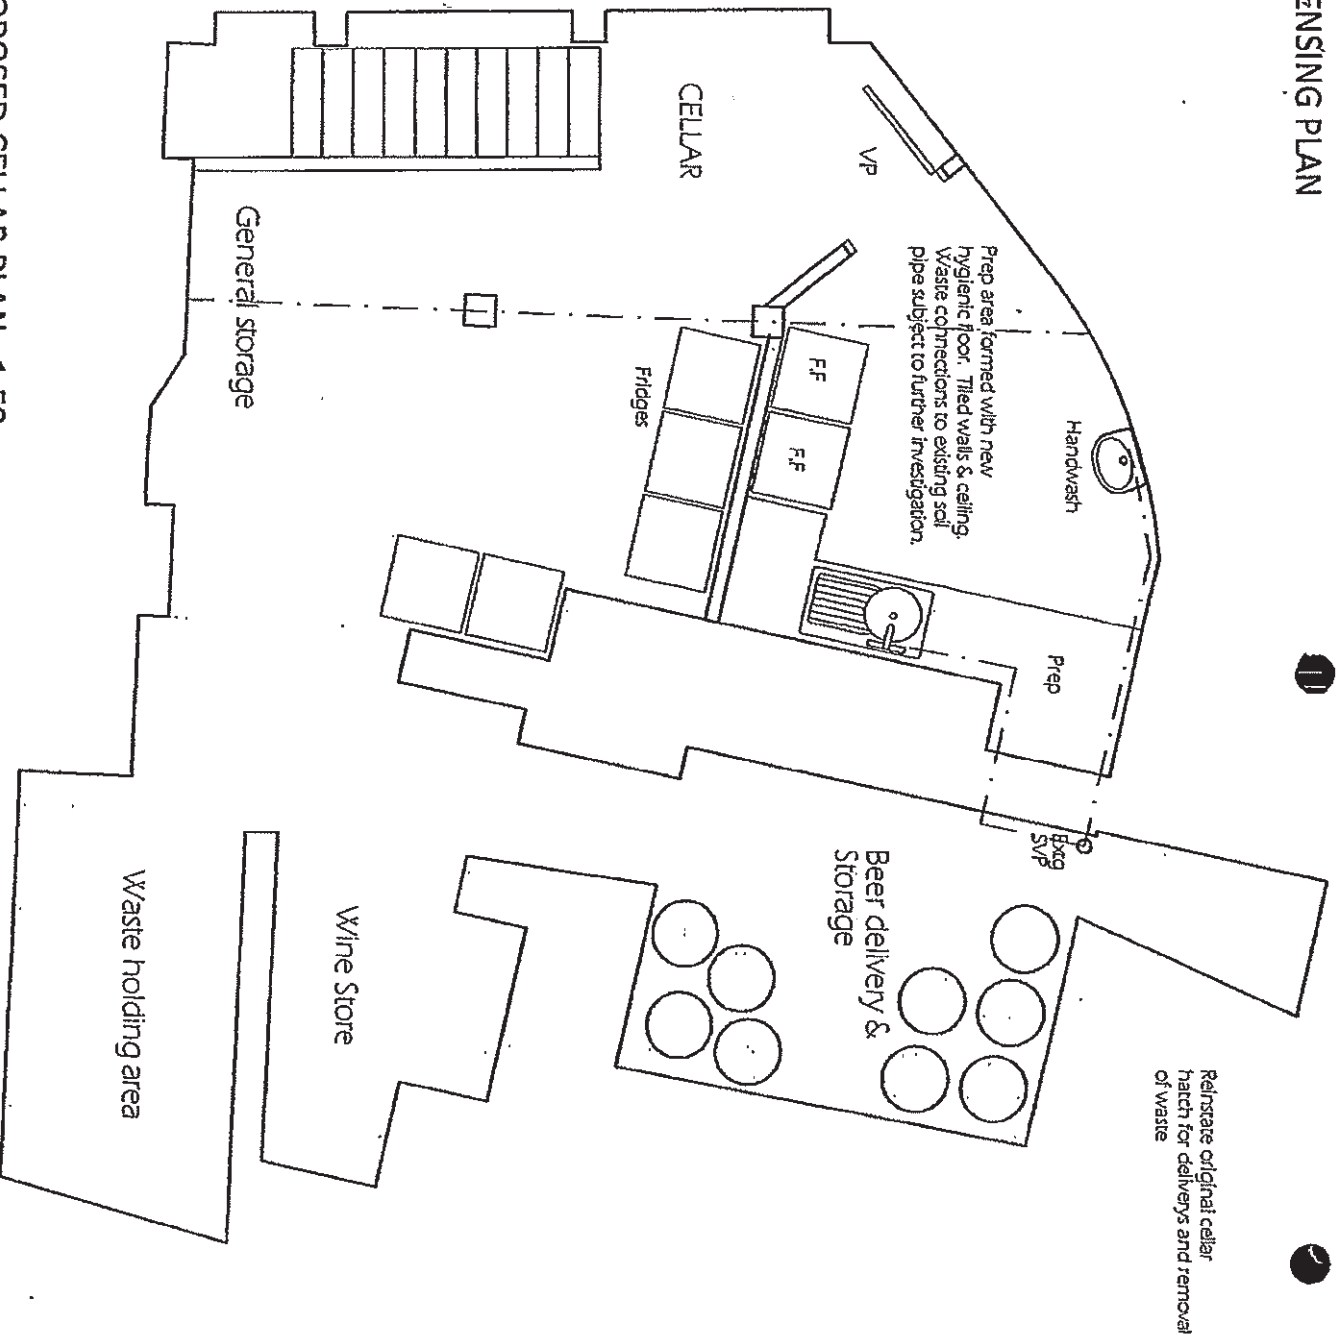 ENSING PLAN
Reinstate original cellar
hatch for deliverys and removal
of waste
Handwash
Prep
Extg
SVP
Prep area formed with new
hygienic floor. Tiled walls & ceiling.
Waste connections to existing soil
pipe subject to further investigation.
VP
F.F
F.F
Beer delivery &
Storage
CELLAR
Fridges
General storage
Wine Store
Waste holding area